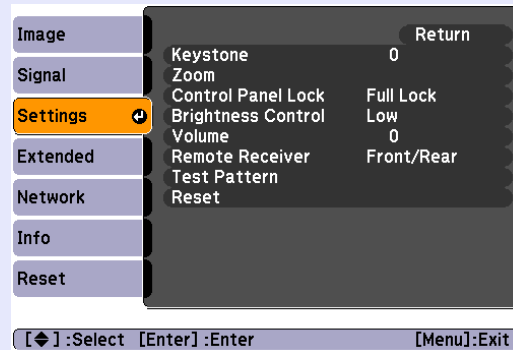 Image
Signal
Settings
Extended
Network
Info
Reset
Return
Keystone 0
Zoom
Control Panel Lock Full Lock
Brightness Control Low
Volume 0
Remote Receiver Front/Rear
Test Pattern
Reset
[◆] :Select [Enter] :Enter [Menu]:Exit